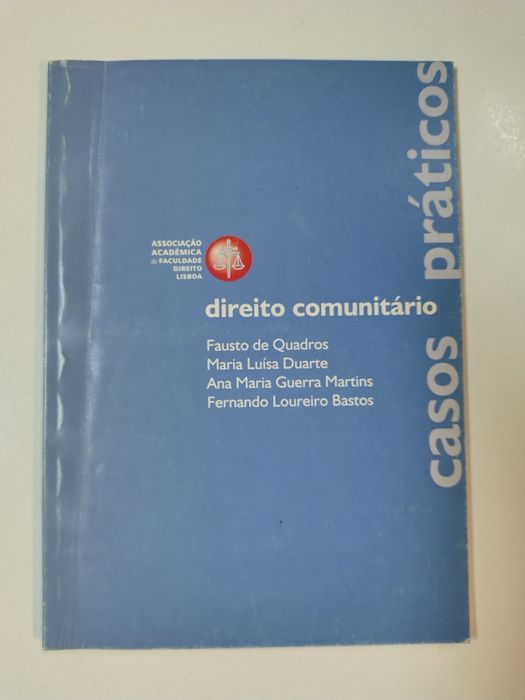 ASSOCIAÇÃO
ACADÉMICA
da FACULDADE
DIREITO
LISBOA
direito comunitário
Fausto de Quadros
Maria Luísa Duarte
Ana Maria Guerra Martins
Fernando Loureiro Bastos
casos práticos